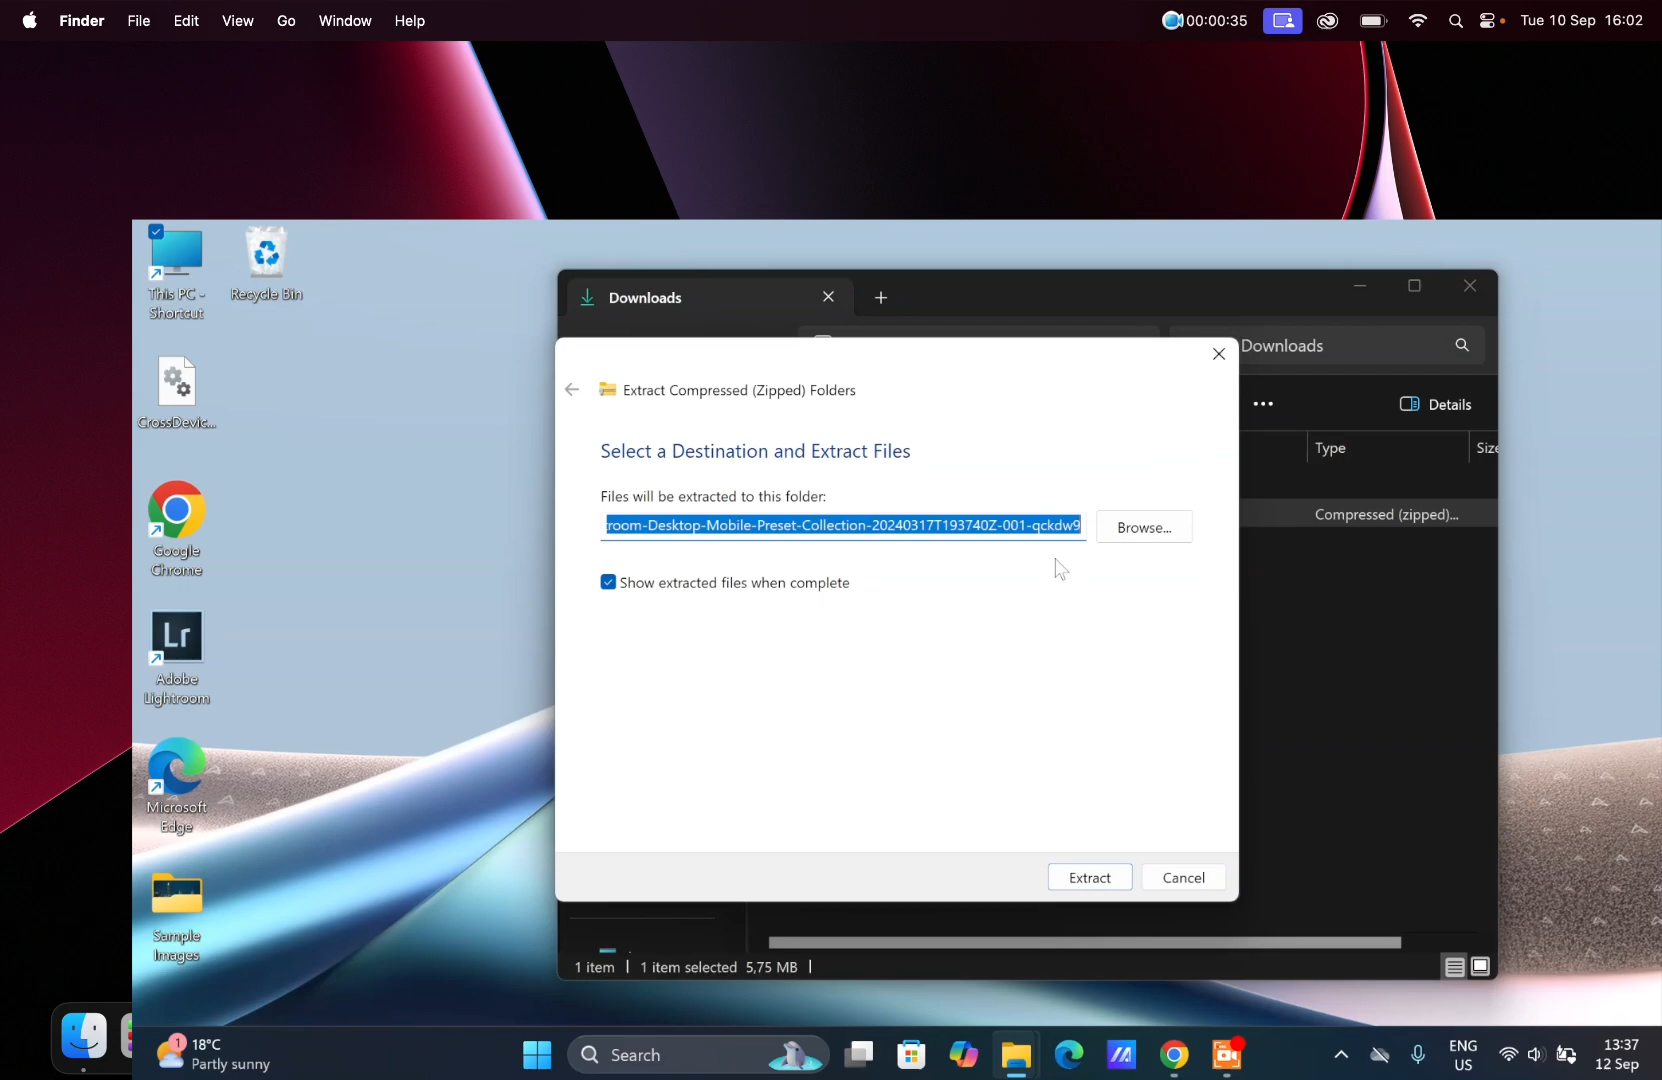 Finder File Edit View Go Window Help 00:00:35 Tue 10 Sep 16:02
This PC -
Shortcut
Recycle Bin
CrossDevic...
Google
Chrome
Lr
Adobe
Lightroom
Microsoft
Edge
Sample
Images
Downloads
Downloads
Details
Type Size
Compressed (zipped)...
Extract Compressed (Zipped) Folders
Select a Destination and Extract Files
Files will be extracted to this folder:
room-Desktop-Mobile-Preset-Collection-20240317T193740Z-001-qckdw9
Browse...
Show extracted files when complete
Extract Cancel
1 item 1 item selected 5,75 MB
1
18°C
Partly sunny
Search
ENG
US
13:37
12 Sep